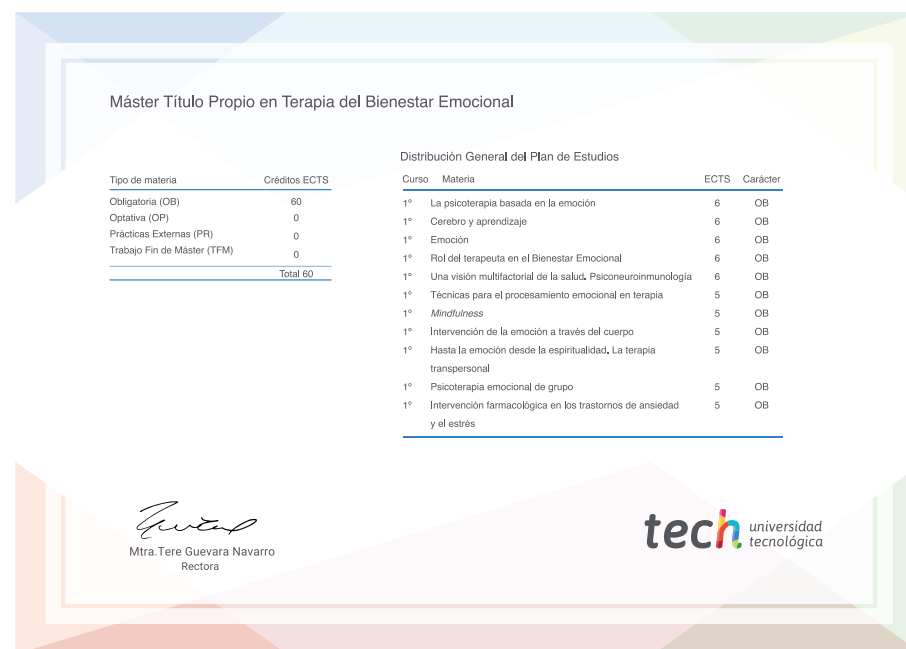 Máster Título Propio en Terapia del Bienestar Emocional
Tipo de materia Créditos ECTS
Obligatoria (OB) 60
Optativa (OP) 0
Prácticas Externas (PR) 0
Trabajo Fin de Máster (TFM) 0
Total 60
Distribución General del Plan de Estudios
Curso Materia ECTS Carácter
1º La psicoterapia basada en la emoción 6 OB
1º Cerebro y aprendizaje 6 OB
1º Emoción 6 OB
1º Rol del terapeuta en el Bienestar Emocional 6 OB
1º Una visión multifactorial de la salud. Psiconeuroinmunología 6 OB
1º Técnicas para el procesamiento emocional en terapia 5 OB
1º Mindfulness 5 OB
1º Intervención de la emoción a través del cuerpo 5 OB
1º Hasta la emoción desde la espiritualidad. La terapia 5 OB
transpersonal
1º Psicoterapia emocional de grupo 5 OB
1º Intervención farmacológica en los trastornos de ansiedad 5 OB
y el estrés
Mtra.Tere Guevara Navarro
Rectora
tech universidad
tecnológica